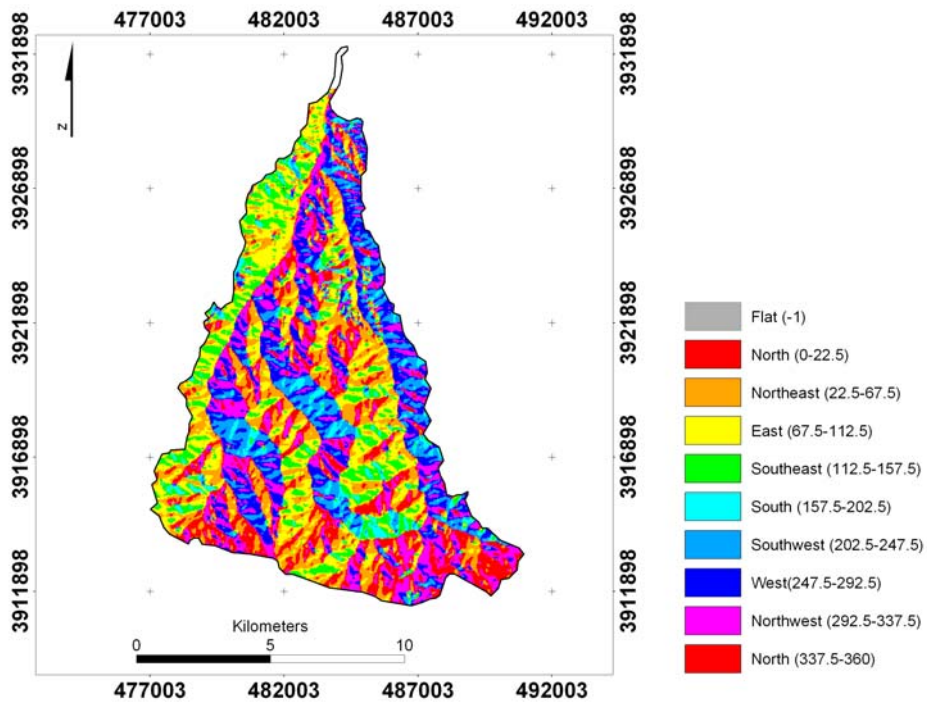 477003 482003 487003 492003
3931898 3931898
3926898 3926898
3921898 3921898
3916898 3916898
3911898 3911898
N
Flat (-1)
North (0-22.5)
Northeast (22.5-67.5)
East (67.5-112.5)
Southeast (112.5-157.5)
South (157.5-202.5)
Southwest (202.5-247.5)
West(247.5-292.5)
Northwest (292.5-337.5)
North (337.5-360)
Kilometers
0 5 10
477003 482003 487003 492003